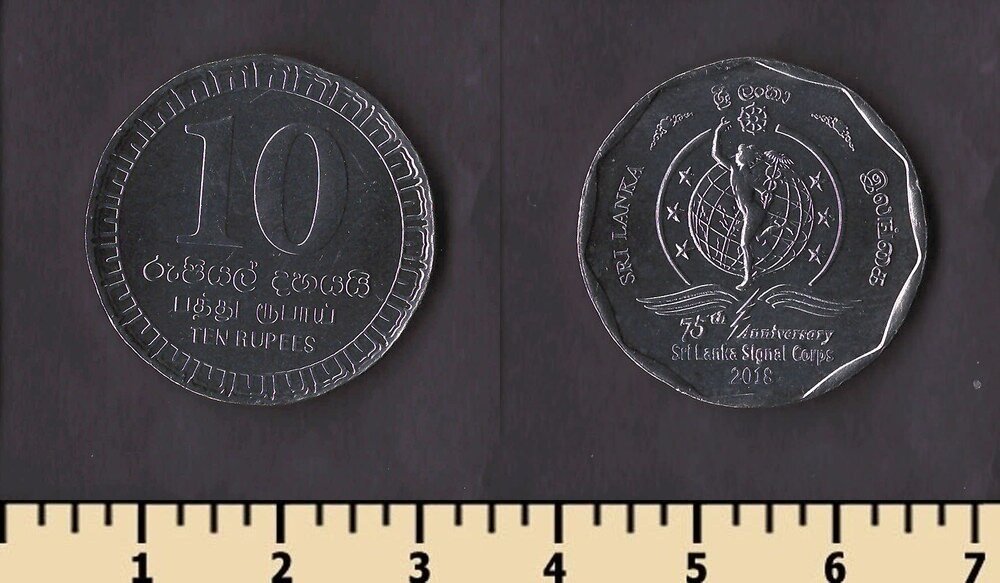 10
රුපියල් දහයයි
பத்து ரூபாய்
TEN RUPEES
ශ්‍රී ලංකා
SRI LANKA
இலங்கை
75th Anniversary
Sri Lanka Signal Corps
2018
1 2 3 4 5 6 7